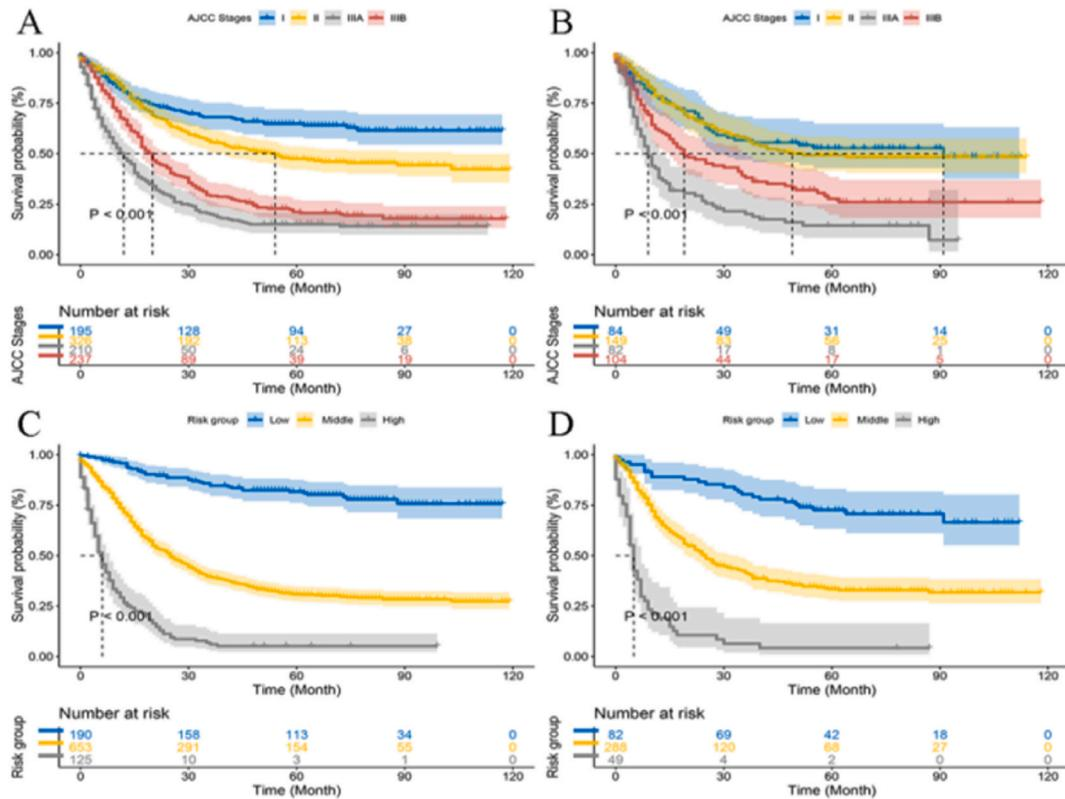 A
AJCC Stages I II IIIA IIIB
Survival probability (%)
1.00
0.75
0.50
0.25
0.00
P < 0.001
0 30 60 90 120
Time (Month)
Number at risk
AJCC Stages
195 128 94 27 0
326 182 113 38 0
210 50 24 6 0
237 89 39 19 0
0 30 60 90 120
Time (Month)
B
AJCC Stages I II IIIA IIIB
Survival probability (%)
1.00
0.75
0.50
0.25
0.00
P < 0.001
0 30 60 90 120
Time (Month)
Number at risk
AJCC Stages
84 49 31 14 0
149 83 56 25 0
82 17 8 1 0
104 44 17 5 0
0 30 60 90 120
Time (Month)
C
Risk group Low Middle High
Survival probability (%)
1.00
0.75
0.50
0.25
0.00
P < 0.001
0 30 60 90 120
Time (Month)
Number at risk
Risk group
190 158 113 34 0
653 291 154 55 0
125 10 3 1 0
0 30 60 90 120
Time (Month)
D
Risk group Low Middle High
Survival probability (%)
1.00
0.75
0.50
0.25
0.00
P < 0.001
0 30 60 90 120
Time (Month)
Number at risk
Risk group
82 69 42 18 0
288 120 68 27 0
49 4 2 0 0
0 30 60 90 120
Time (Month)